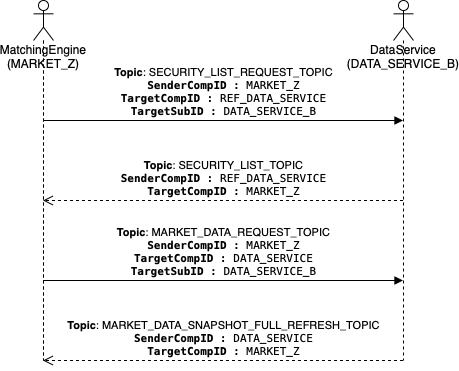 MatchingEngine
(MARKET_Z)
DataService
(DATA_SERVICE_B)
Topic: SECURITY_LIST_REQUEST_TOPIC
SenderCompID : MARKET_Z
TargetCompID : REF_DATA_SERVICE
TargetSubID : DATA_SERVICE_B
Topic: SECURITY_LIST_TOPIC
SenderCompID : REF_DATA_SERVICE
TargetCompID : MARKET_Z
Topic: MARKET_DATA_REQUEST_TOPIC
SenderCompID : MARKET_Z
TargetCompID : DATA_SERVICE
TargetSubID : DATA_SERVICE_B
Topic: MARKET_DATA_SNAPSHOT_FULL_REFRESH_TOPIC
SenderCompID : DATA_SERVICE
TargetCompID : MARKET_Z